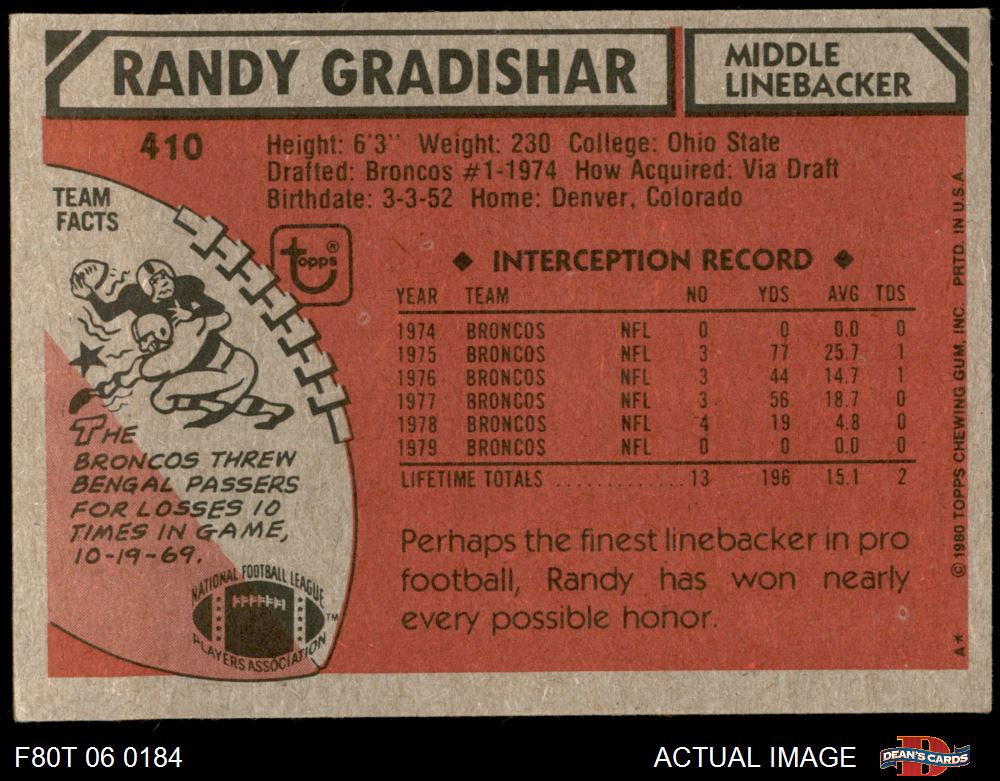 RANDY GRADISHAR
MIDDLE
LINEBACKER
410
Height: 6'3" Weight: 230 College: Ohio State
Drafted: Broncos #1-1974 How Acquired: Via Draft
Birthdate: 3-3-52 Home: Denver, Colorado
TEAM
FACTS
topps ®
◆ INTERCEPTION RECORD ◆
YEAR TEAM NO YDS AVG TDS
1974 BRONCOS NFL 0 0 0.0 0
1975 BRONCOS NFL 3 77 25.7 1
1976 BRONCOS NFL 3 44 14.7 1
1977 BRONCOS NFL 3 56 18.7 0
1978 BRONCOS NFL 4 19 4.8 0
1979 BRONCOS NFL 0 0 0.0 0
LIFETIME TOTALS ............ 13 196 15.1 2
THE
BRONCOS THREW
BENGAL PASSERS
FOR LOSSES 10
TIMES IN GAME,
10-19-69.
NATIONAL FOOTBALL LEAGUE
PLAYERS ASSOCIATION
TM
Perhaps the finest linebacker in pro
football, Randy has won nearly
every possible honor.
A* © 1980 TOPPS CHEWING GUM, INC. PRTD. IN U.S.A.
F80T 06 0184
ACTUAL IMAGE
DEAN'S CARDS